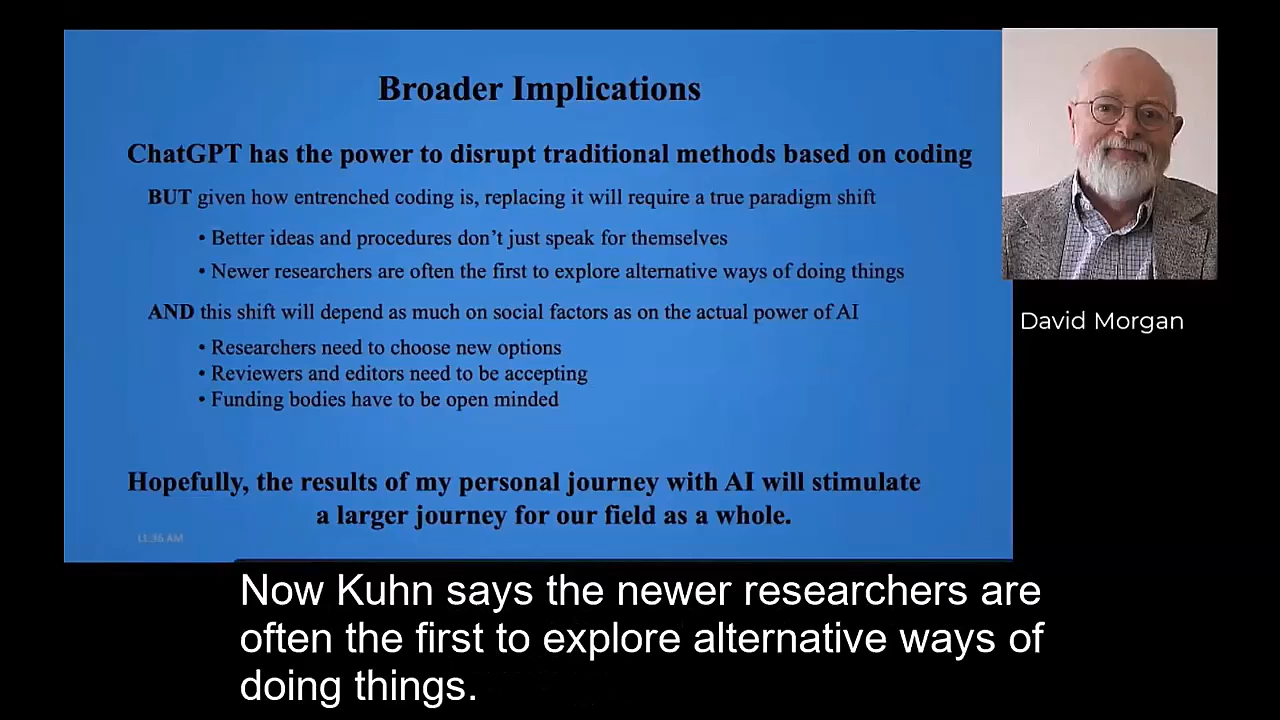 Broader Implications
ChatGPT has the power to disrupt traditional methods based on coding
BUT given how entrenched coding is, replacing it will require a true paradigm shift
• Better ideas and procedures don’t just speak for themselves
• Newer researchers are often the first to explore alternative ways of doing things
AND this shift will depend as much on social factors as on the actual power of AI
• Researchers need to choose new options
• Reviewers and editors need to be accepting
• Funding bodies have to be open minded
Hopefully, the results of my personal journey with AI will stimulate
a larger journey for our field as a whole.
11:36 AM
David Morgan
Now Kuhn says the newer researchers are
often the first to explore alternative ways of
doing things.